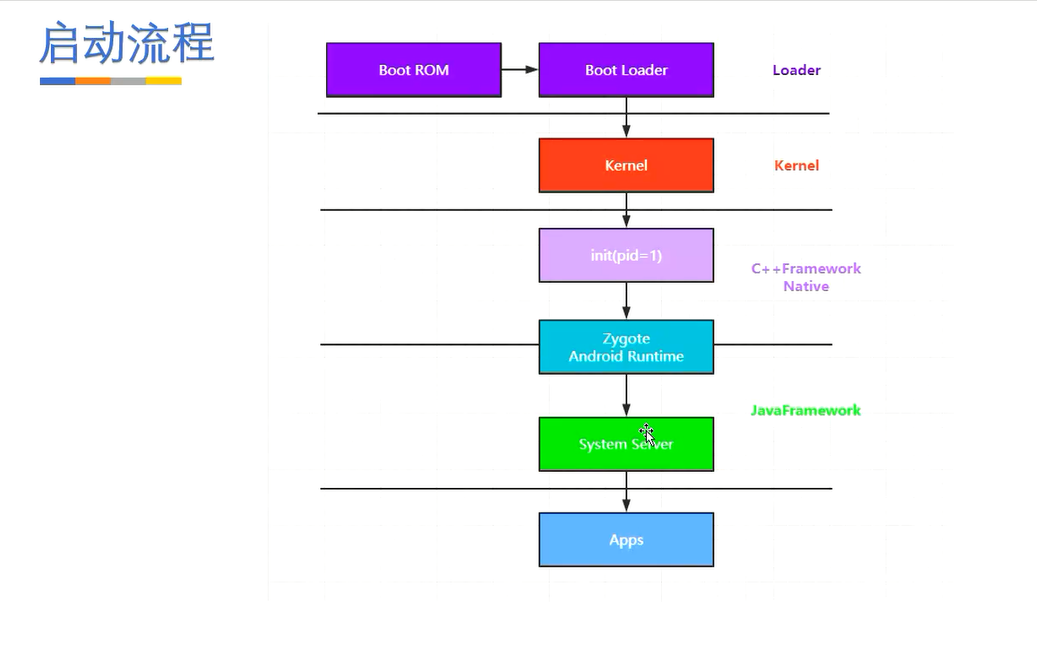 启动流程
Boot ROM
Boot Loader
Loader
Kernel
Kernel
init(pid=1)
C++Framework
Native
Zygote
Android Runtime
JavaFramework
System Server
Apps